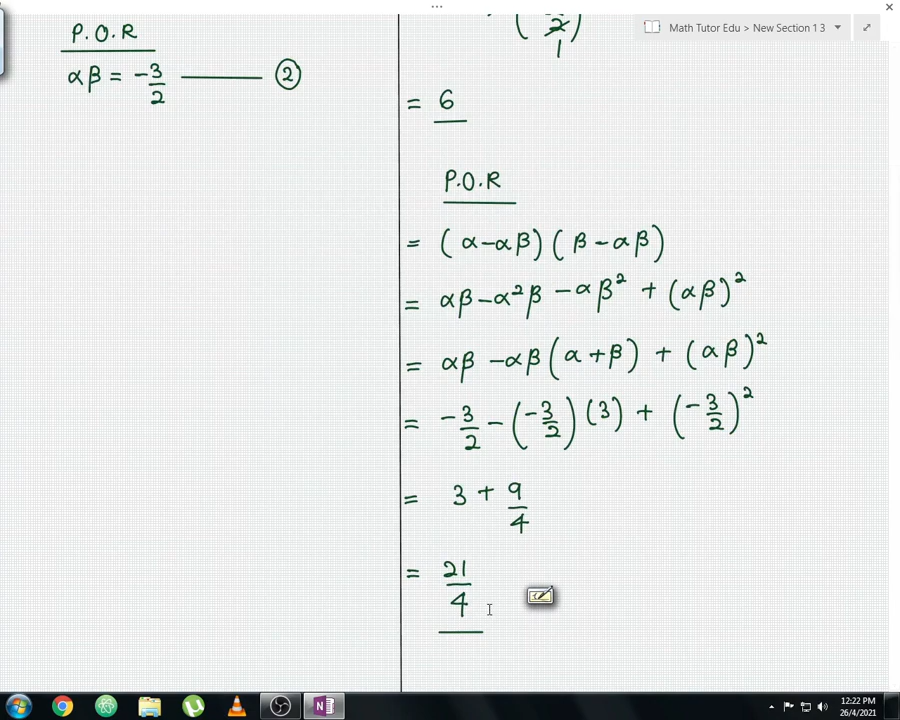 Math Tutor Edu > New Section 1 3
P.O.R
αβ = -3/2 ——— ②
(2)
1
= 6
P.O.R
= (α-αβ)(β-αβ)
= αβ-α²β-αβ²+(αβ)²
= αβ-αβ(α+β)+(αβ)²
= -3/2-(-3/2)(3)+(-3/2)²
= 3+9/4
= 21/4
12:22 PM
26/4/2021